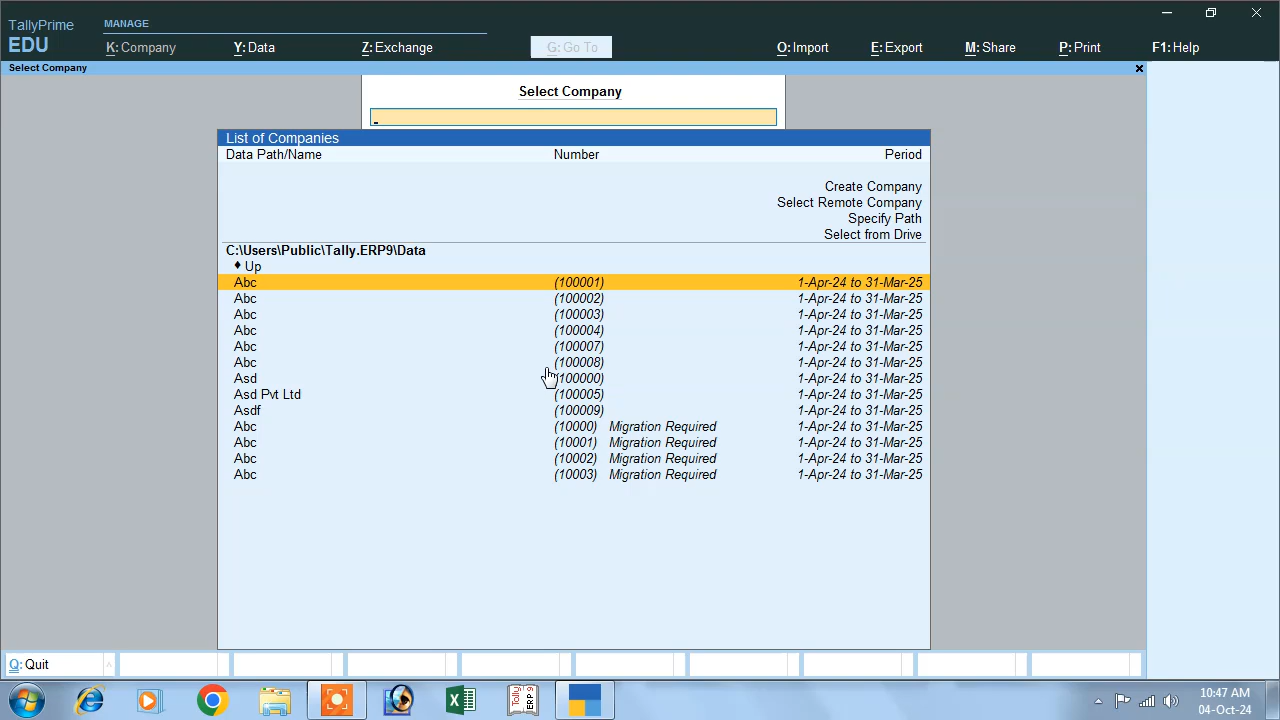 TallyPrime
EDU
MANAGE
K: Company
Y: Data
Z: Exchange
G: Go To
O: Import
E: Export
M: Share
P: Print
F1: Help
Select Company
Select Company
List of Companies
Data Path/Name Number Period
Create Company
Select Remote Company
Specify Path
Select from Drive
C:\Users\Public\Tally.ERP9\Data
♦ Up
Abc (100001) 1-Apr-24 to 31-Mar-25
Abc (100002) 1-Apr-24 to 31-Mar-25
Abc (100003) 1-Apr-24 to 31-Mar-25
Abc (100004) 1-Apr-24 to 31-Mar-25
Abc (100007) 1-Apr-24 to 31-Mar-25
Abc (100008) 1-Apr-24 to 31-Mar-25
Asd (100000) 1-Apr-24 to 31-Mar-25
Asd Pvt Ltd (100005) 1-Apr-24 to 31-Mar-25
Asdf (100009) 1-Apr-24 to 31-Mar-25
Abc (10000) Migration Required 1-Apr-24 to 31-Mar-25
Abc (10001) Migration Required 1-Apr-24 to 31-Mar-25
Abc (10002) Migration Required 1-Apr-24 to 31-Mar-25
Abc (10003) Migration Required 1-Apr-24 to 31-Mar-25
Q: Quit
Tally ERP 9
10:47 AM
04-Oct-24